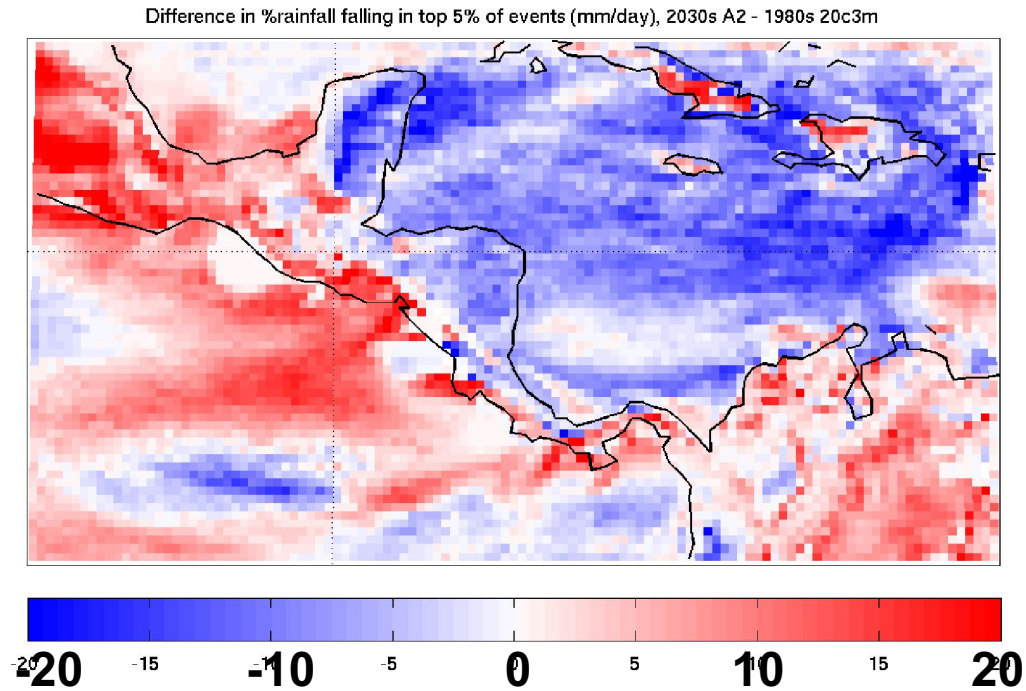 Difference in %rainfall falling in top 5% of events (mm/day), 2030s A2 - 1980s 20c3m
-20 -15 -10 -5 0 5 10 15 20
-20 -10 0 10 20